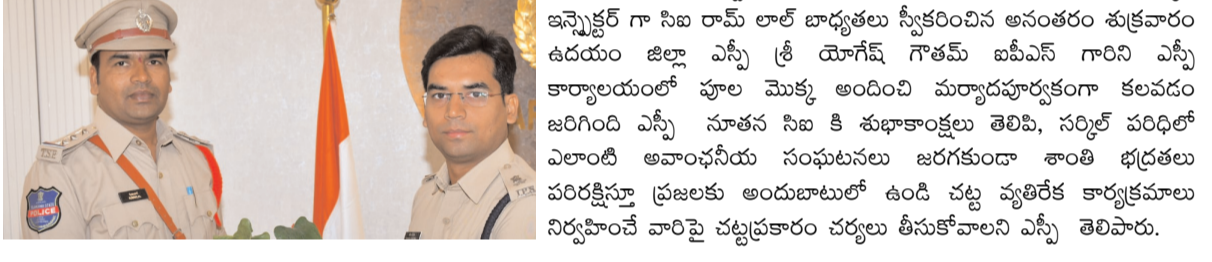 POLICE
ఇన్స్పెక్టర్ గా సిఐ రామ్ లాల్ బాధ్యతలు స్వీకరించిన అనంతరం శుక్రవారం
ఉదయం జిల్లా ఎస్పీ శ్రీ యోగేష్ గౌతమ్ ఐపీఎస్ గారిని ఎస్పీ
కార్యాలయంలో పూల మొక్క అందించి మర్యాదపూర్వకంగా కలవడం
జరిగింది ఎస్పీ నూతన సిఐ కి శుభాకాంక్షలు తెలిపి, సర్కిల్ పరిధిలో
ఎలాంటి అవాంఛనీయ సంఘటనలు జరగకుండా శాంతి భద్రతలు
పరిరక్షిస్తూ ప్రజలకు అందుబాటులో ఉండి చట్ట వ్యతిరేక కార్యక్రమాలు
నిర్వహించే వారిపై చట్టప్రకారం చర్యలు తీసుకోవాలని ఎస్పీ తెలిపారు.